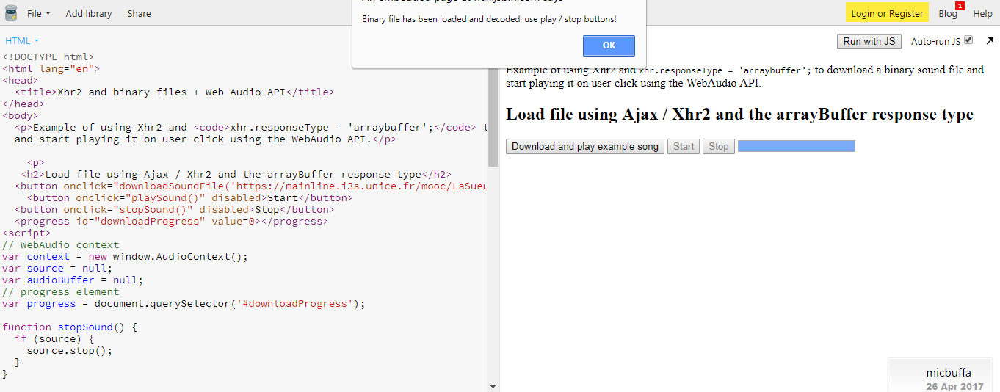 File Add library Share
Binary file has been loaded and decoded, use play / stop buttons!
OK
Login or Register Blog 1 Help
HTML
Run with JS Auto-run JS
<!DOCTYPE html>
<html lang="en">
<head>
<title>Xhr2 and binary files + Web Audio API</title>
</head>
<body>
<p>Example of using Xhr2 and <code>xhr.responseType = 'arraybuffer';</code> t
and start playing it on user-click using the WebAudio API.</p>
<p>
<h2>Load file using Ajax / Xhr2 and the arrayBuffer response type</h2>
<button onclick="downloadSoundFile('https://mainline.i3s.unice.fr/mooc/LaSueu
<button onclick="playSound()" disabled>Start</button>
<button onclick="stopSound()" disabled>Stop</button>
<progress id="downloadProgress" value=0></progress>
<script>
// WebAudio context
var context = new window.AudioContext();
var source = null;
var audioBuffer = null;
// progress element
var progress = document.querySelector('#downloadProgress');
function stopSound() {
if (source) {
source.stop();
}
}
Example of using Xhr2 and xhr.responseType = 'arraybuffer'; to download a binary sound file and
start playing it on user-click using the WebAudio API.
Load file using Ajax / Xhr2 and the arrayBuffer response type
Download and play example song Start Stop
micbuffa
26 Apr 2017